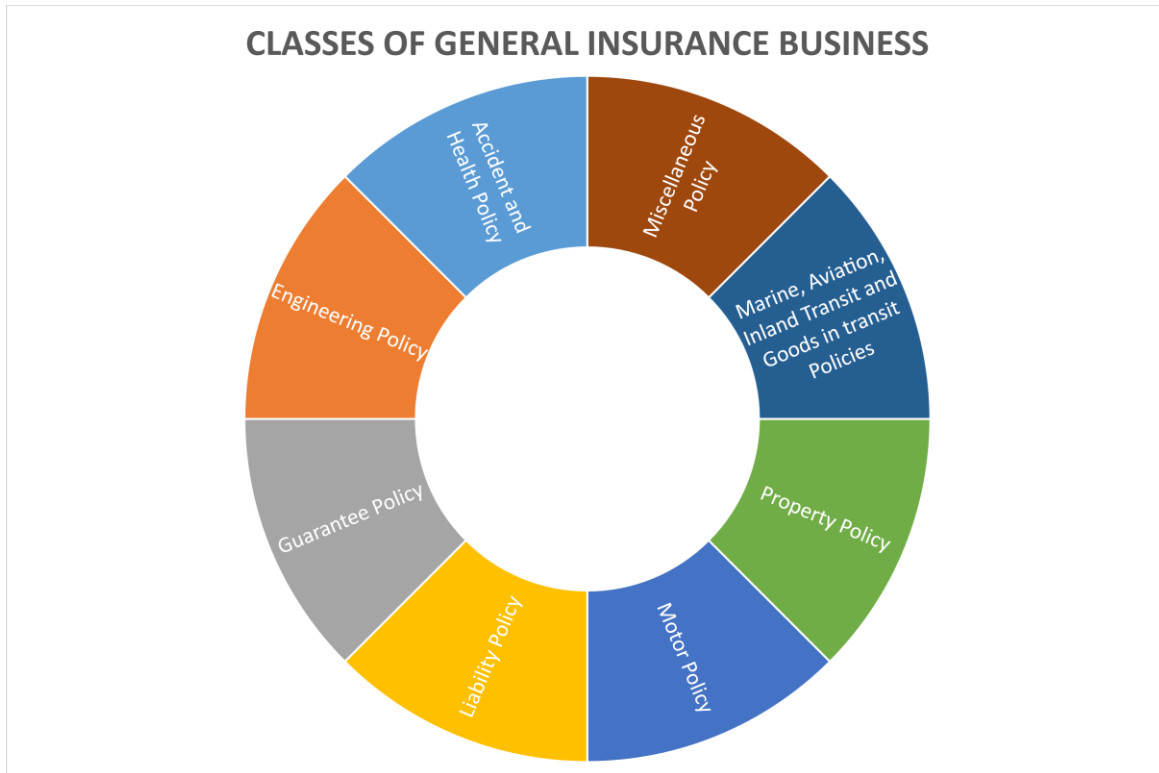 CLASSES OF GENERAL INSURANCE BUSINESS
Miscellaneous
Policy
Marine, Aviation,
Inland Transit and
Goods in transit
Policies
Property Policy
Motor Policy
Liability Policy
Guarantee Policy
Engineering Policy
Accident and
Health Policy